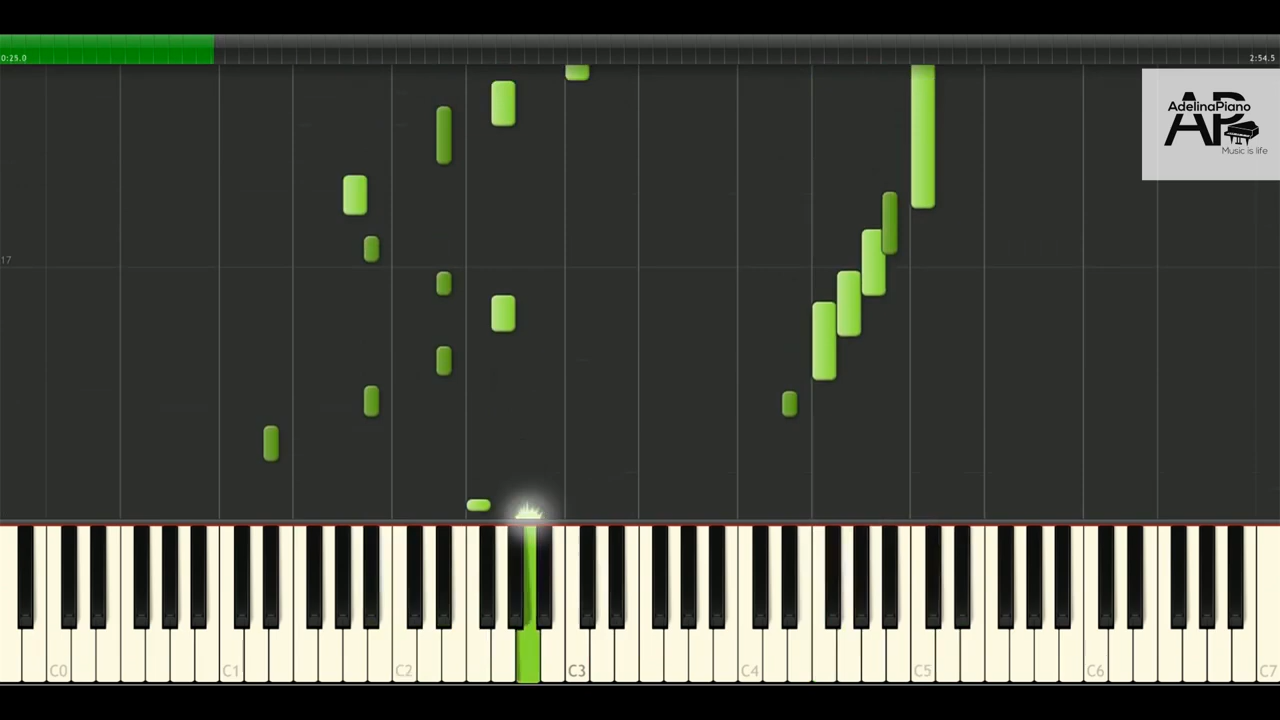 0:25.0
2:54.5
AdelinaPiano
AP
Music is life
17
C0
C1
C2
C3
C4
C5
C6
C7